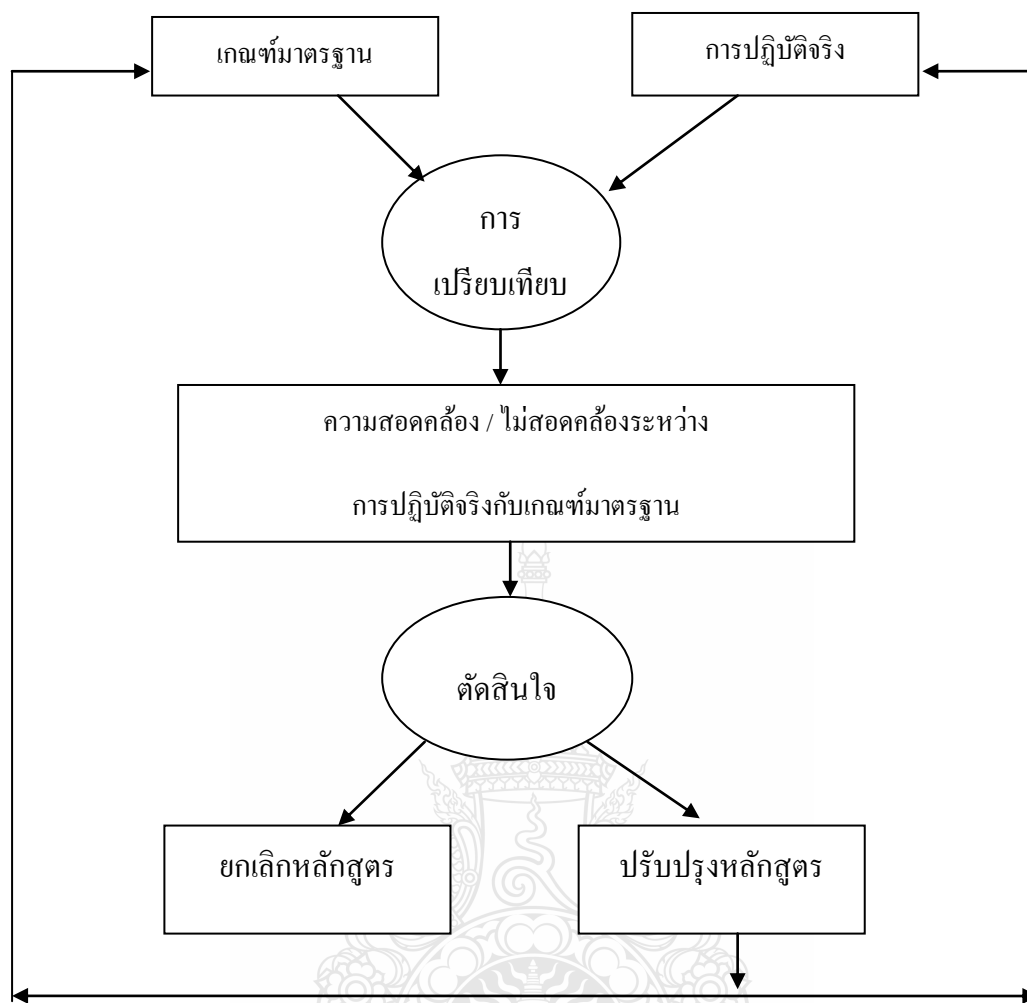 เกณฑ์มาตรฐาน
การปฏิบัติจริง
การ
เปรียบเทียบ
ความสอดคล้อง / ไม่สอดคล้องระหว่าง
การปฏิบัติจริงกับเกณฑ์มาตรฐาน
ตัดสินใจ
ยกเลิกหลักสูตร
ปรับปรุงหลักสูตร